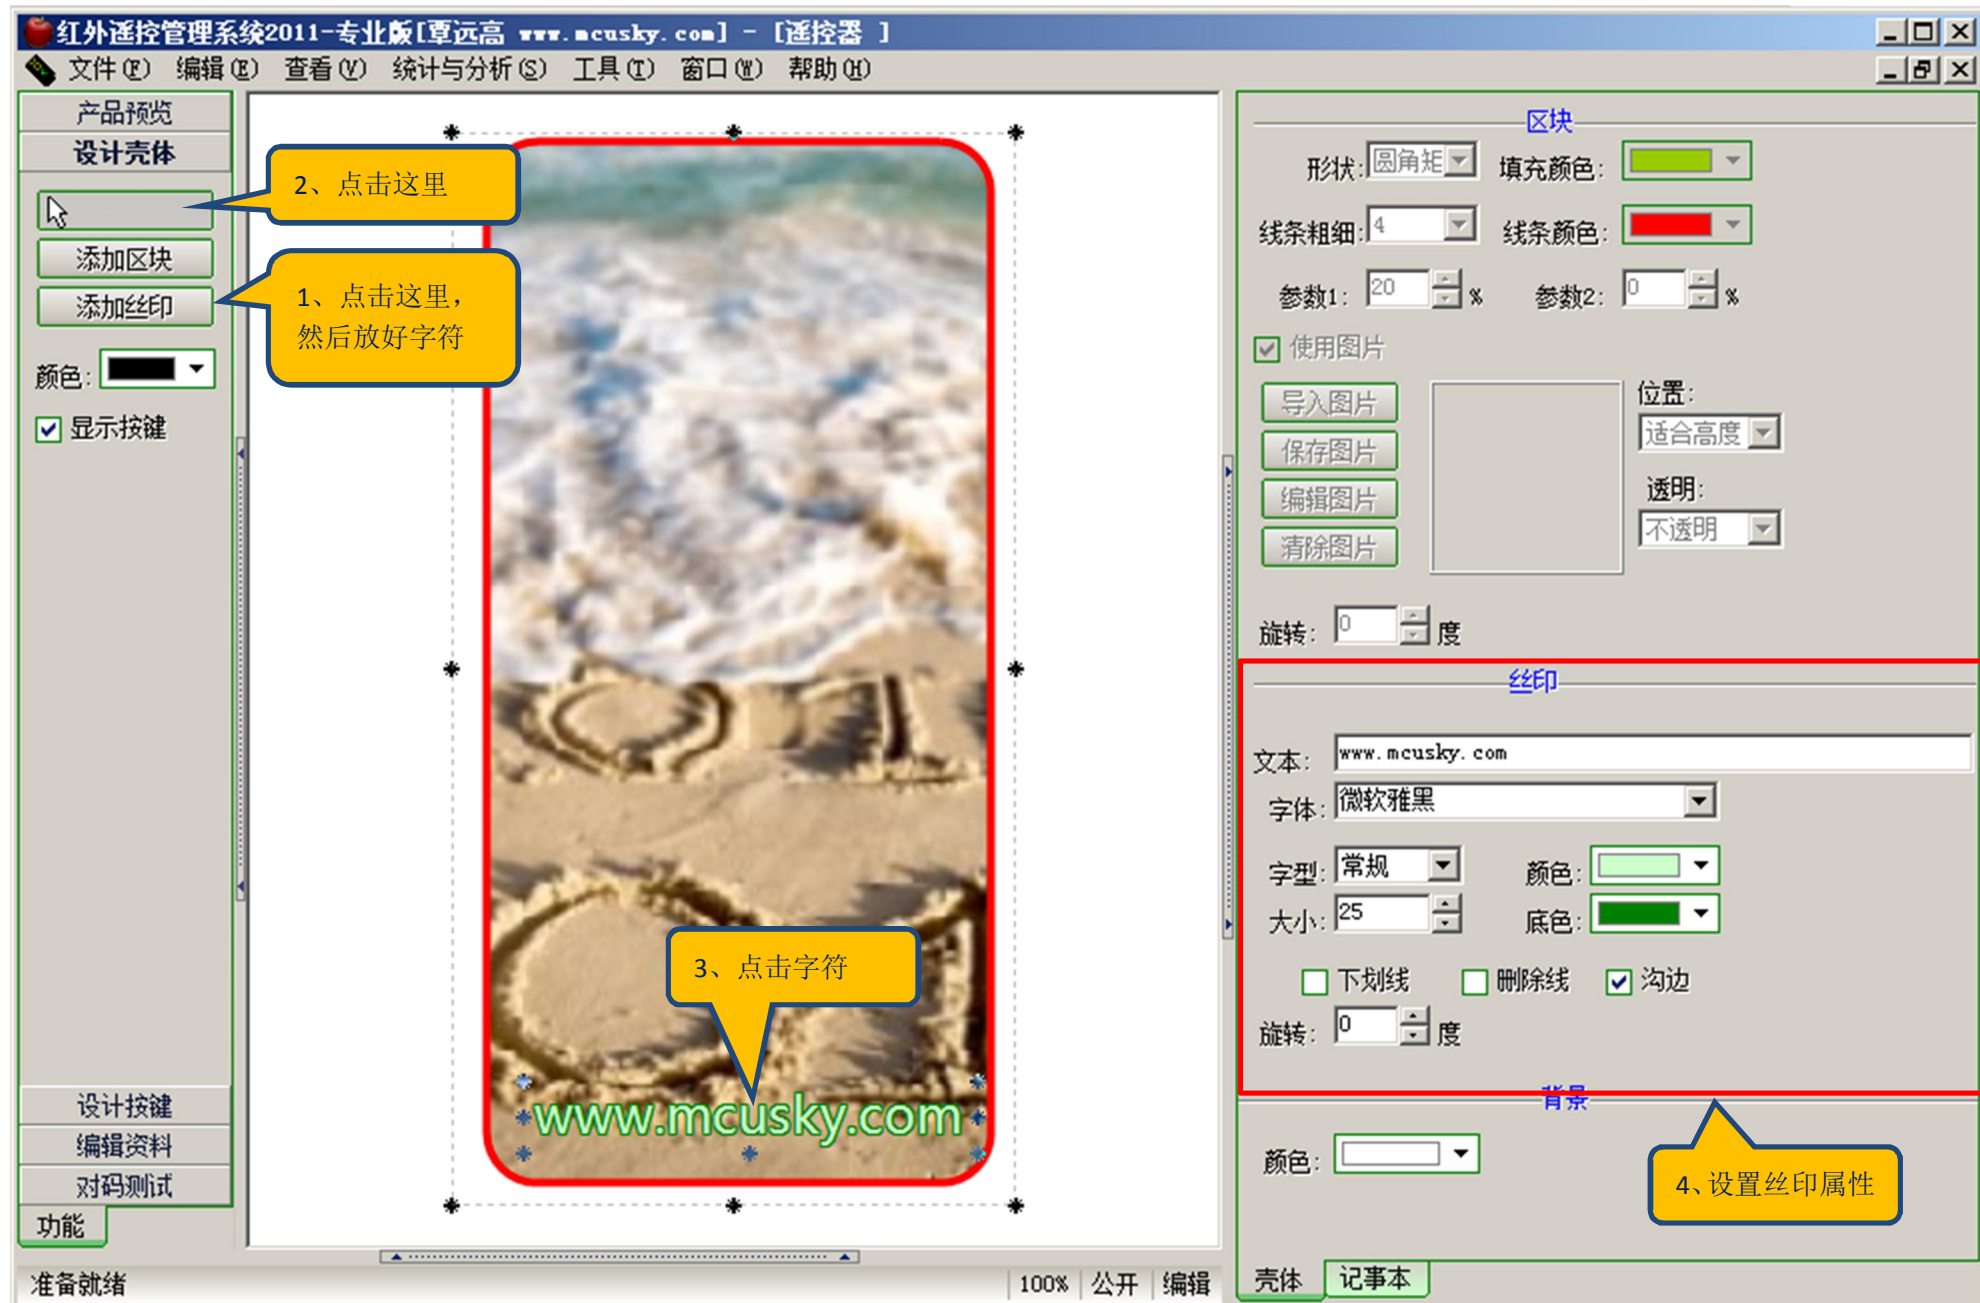 红外遥控管理系统2011-专业版[覃远高 www.mcusky.com] - [遥控器 ]
文件(F) 编辑(E) 查看(V) 统计与分析(S) 工具(T) 窗口(W) 帮助(H)
产品预览
设计壳体
添加区块
添加丝印
颜色:
显示按键
设计按键
编辑资料
对码测试
功能
准备就绪
2、点击这里
1、点击这里，
然后放好字符
3、点击字符
www.mcusky.com
100% 公开 编辑
区块
形状: 圆角矩 填充颜色:
线条粗细: 4 线条颜色:
参数1: 20 % 参数2: 0 %
使用图片
导入图片
保存图片
编辑图片
清除图片
位置:
适合高度
透明:
不透明
旋转: 0 度
丝印
文本: www.mcusky.com
字体: 微软雅黑
字型: 常规 颜色:
大小: 25 底色:
下划线 删除线 沟边
旋转: 0 度
背景
颜色:
4、设置丝印属性
壳体 记事本